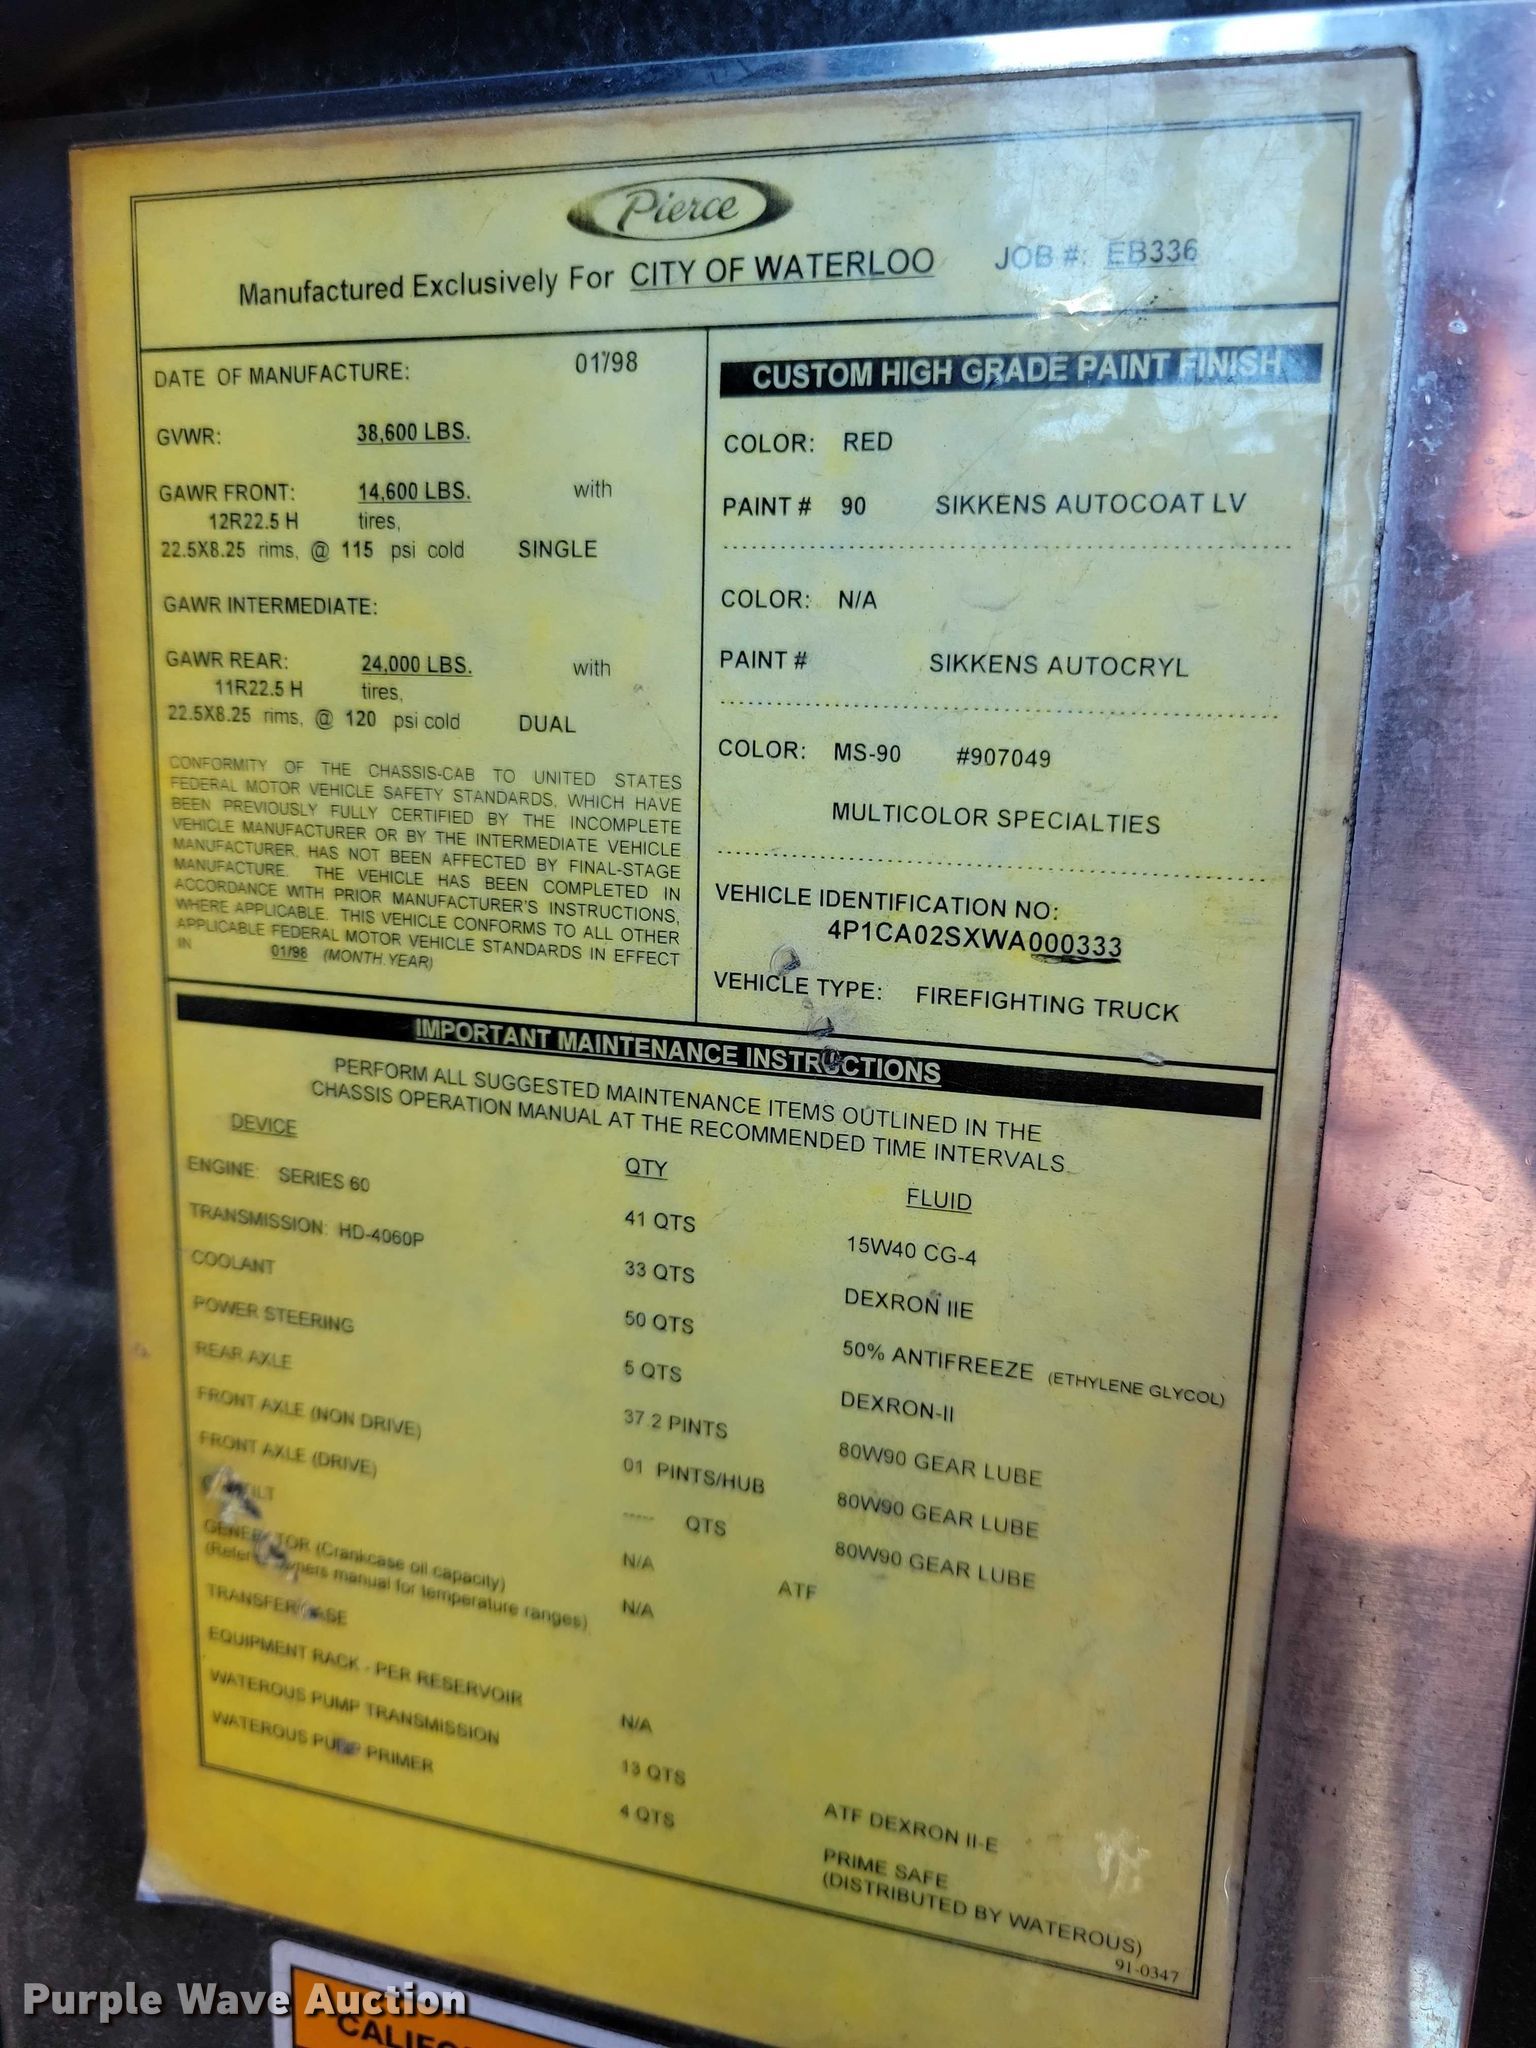 Pierce
Manufactured Exclusively For CITY OF WATERLOO JOB #: EB336
DATE OF MANUFACTURE: 01/98
GVWR: 38,600 LBS.
GAWR FRONT: 14,600 LBS. with
12R22.5 H tires,
22.5X8.25 rims, @ 115 psi cold SINGLE
GAWR INTERMEDIATE:
GAWR REAR: 24,000 LBS. with
11R22.5 H tires,
22.5X8.25 rims, @ 120 psi cold DUAL
CONFORMITY OF THE CHASSIS-CAB TO UNITED STATES
FEDERAL MOTOR VEHICLE SAFETY STANDARDS, WHICH HAVE
BEEN PREVIOUSLY FULLY CERTIFIED BY THE INCOMPLETE
VEHICLE MANUFACTURER OR BY THE INTERMEDIATE VEHICLE
MANUFACTURER, HAS NOT BEEN AFFECTED BY FINAL-STAGE
MANUFACTURE. THE VEHICLE HAS BEEN COMPLETED IN
ACCORDANCE WITH PRIOR MANUFACTURER'S INSTRUCTIONS,
WHERE APPLICABLE. THIS VEHICLE CONFORMS TO ALL OTHER
APPLICABLE FEDERAL MOTOR VEHICLE STANDARDS IN EFFECT
IN 01/98 (MONTH.YEAR)
CUSTOM HIGH GRADE PAINT FINISH
COLOR: RED
PAINT # 90 SIKKENS AUTOCOAT LV
COLOR: N/A
PAINT # SIKKENS AUTOCRYL
COLOR: MS-90 #907049
MULTICOLOR SPECIALTIES
VEHICLE IDENTIFICATION NO:
4P1CA02SXWA000333
VEHICLE TYPE: FIREFIGHTING TRUCK
IMPORTANT MAINTENANCE INSTRUCTIONS
PERFORM ALL SUGGESTED MAINTENANCE ITEMS OUTLINED IN THE
CHASSIS OPERATION MANUAL AT THE RECOMMENDED TIME INTERVALS.
DEVICE QTY FLUID
ENGINE: SERIES 60 41 QTS 15W40 CG-4
TRANSMISSION: HD-4060P 33 QTS DEXRON IIE
COOLANT 50 QTS 50% ANTIFREEZE (ETHYLENE GLYCOL)
POWER STEERING 5 QTS DEXRON-II
REAR AXLE 37.2 PINTS 80W90 GEAR LUBE
FRONT AXLE (NON DRIVE) 01 PINTS/HUB 80W90 GEAR LUBE
FRONT AXLE (DRIVE) ----- QTS 80W90 GEAR LUBE
N/A ATF
GENERATOR (Crankcase oil capacity) N/A
(Refer owners manual for temperature ranges)
TRANSFER CASE
EQUIPMENT RACK - PER RESERVOIR N/A
WATEROUS PUMP TRANSMISSION 13 QTS ATF DEXRON II-E
WATEROUS PUMP PRIMER 4 QTS PRIME SAFE
(DISTRIBUTED BY WATEROUS)
91-0347
Purple Wave Auction